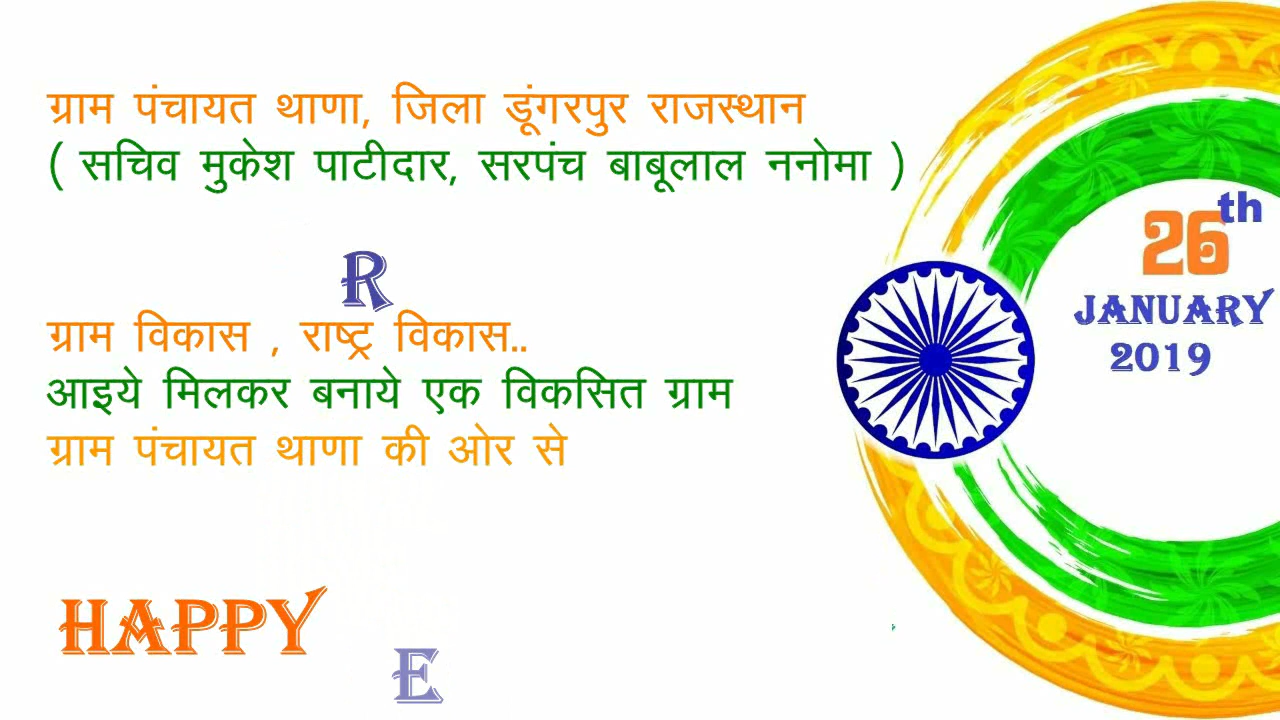 ग्राम पंचायत थाणा, जिला डूंगरपुर राजस्थान
( सचिव मुकेश पाटीदार, सरपंच बाबूलाल ननोमा )
26th
JANUARY
2019
R
ग्राम विकास , राष्ट्र विकास..
आइये मिलकर बनाये एक विकसित ग्राम
ग्राम पंचायत थाणा की ओर से
HAPPY
E